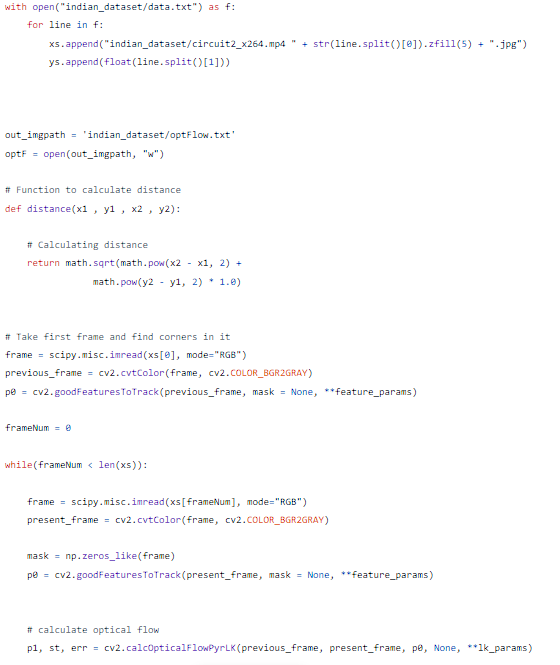 with open("indian_dataset/data.txt") as f:
for line in f:
xs.append("indian_dataset/circuit2_x264.mp4 " + str(line.split()[0]).zfill(5) + ".jpg")
ys.append(float(line.split()[1]))
out_imgpath = 'indian_dataset/optFlow.txt'
optF = open(out_imgpath, "w")
# Function to calculate distance
def distance(x1 , y1 , x2 , y2):
# Calculating distance
return math.sqrt(math.pow(x2 - x1, 2) +
math.pow(y2 - y1, 2) * 1.0)
# Take first frame and find corners in it
frame = scipy.misc.imread(xs[0], mode="RGB")
previous_frame = cv2.cvtColor(frame, cv2.COLOR_BGR2GRAY)
p0 = cv2.goodFeaturesToTrack(previous_frame, mask = None, **feature_params)
frameNum = 0
while(frameNum < len(xs)):
frame = scipy.misc.imread(xs[frameNum], mode="RGB")
present_frame = cv2.cvtColor(frame, cv2.COLOR_BGR2GRAY)
mask = np.zeros_like(frame)
p0 = cv2.goodFeaturesToTrack(present_frame, mask = None, **feature_params)
# calculate optical flow
p1, st, err = cv2.calcOpticalFlowPyrLK(previous_frame, present_frame, p0, None, **lk_params)